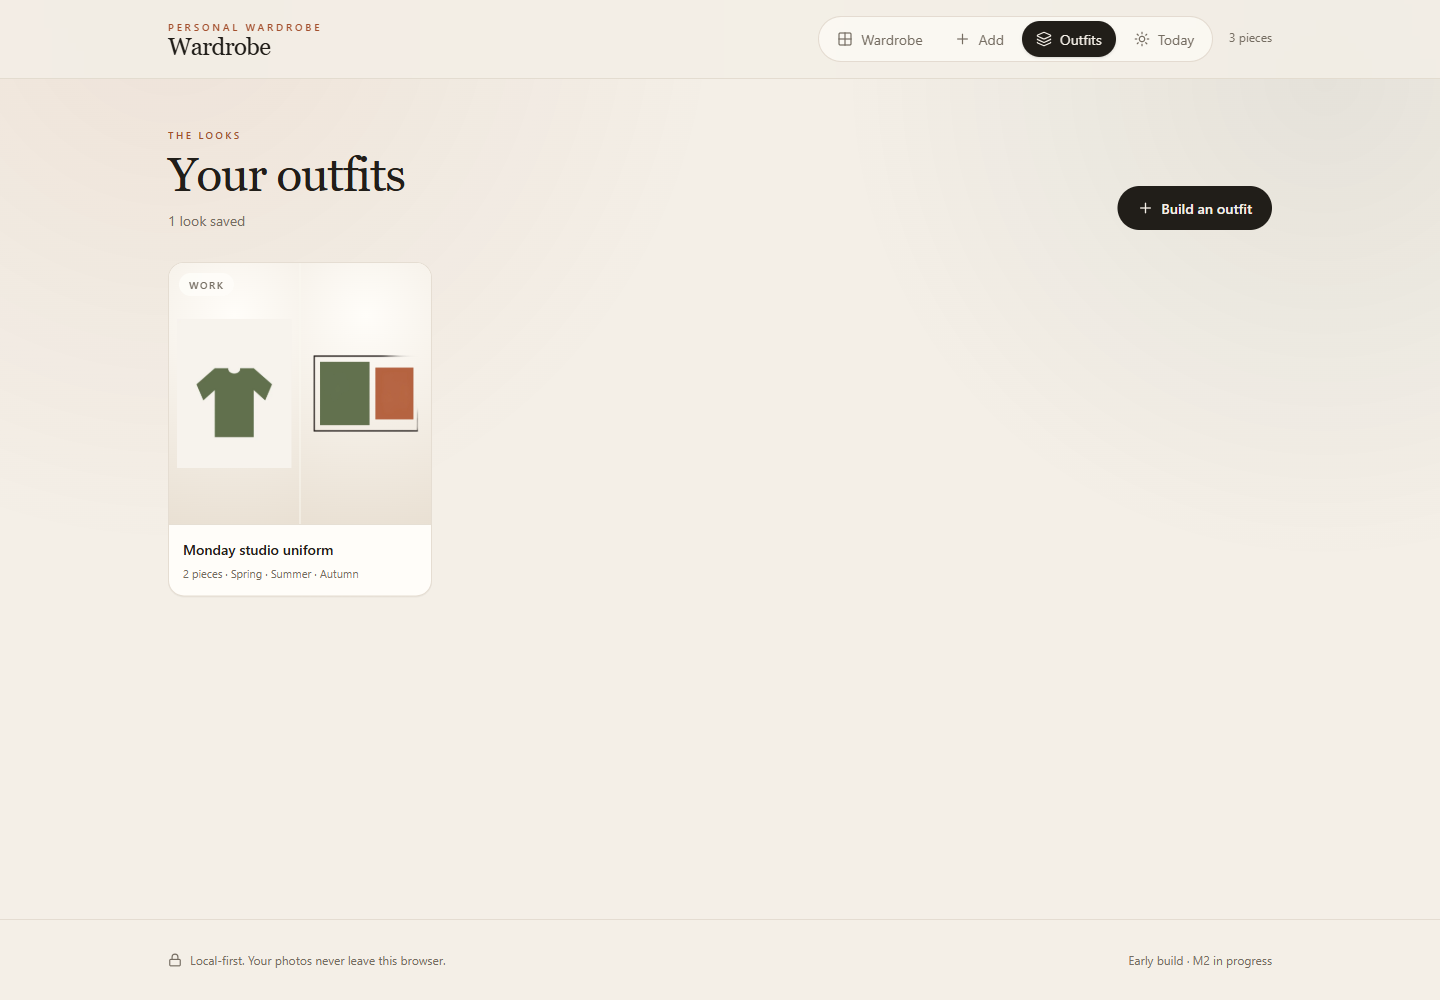 PERSONAL WARDROBE
Wardrobe
Wardrobe
Add
Outfits
Today
3 pieces
THE LOOKS
Your outfits
1 look saved
Build an outfit
WORK
Monday studio uniform
2 pieces · Spring · Summer · Autumn
Local-first. Your photos never leave this browser.
Early build · M2 in progress